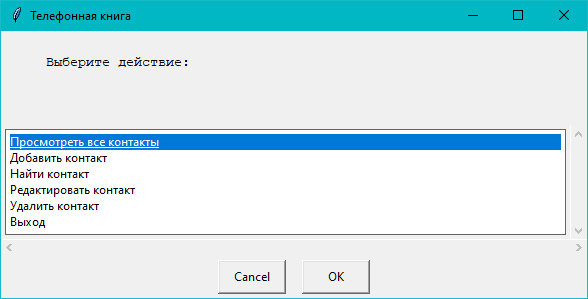 Телефонная книга
Выберите действие:
Просмотреть все контакты
Добавить контакт
Найти контакт
Редактировать контакт
Удалить контакт
Выход
Cancel OK